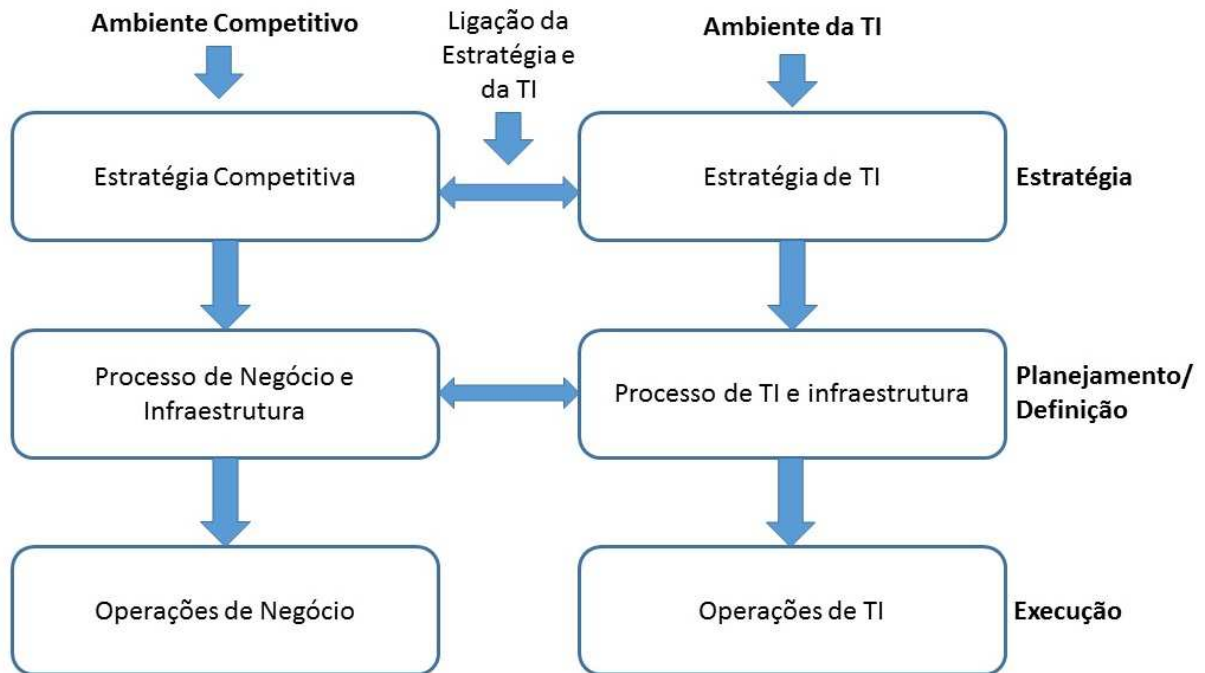 Ambiente Competitivo
Ligação da
Estratégia e
da TI
Ambiente da TI
Estratégia Competitiva
Estratégia de TI
Estratégia
Processo de Negócio e
Infraestrutura
Processo de TI e infraestrutura
Planejamento/
Definição
Operações de Negócio
Operações de TI
Execução